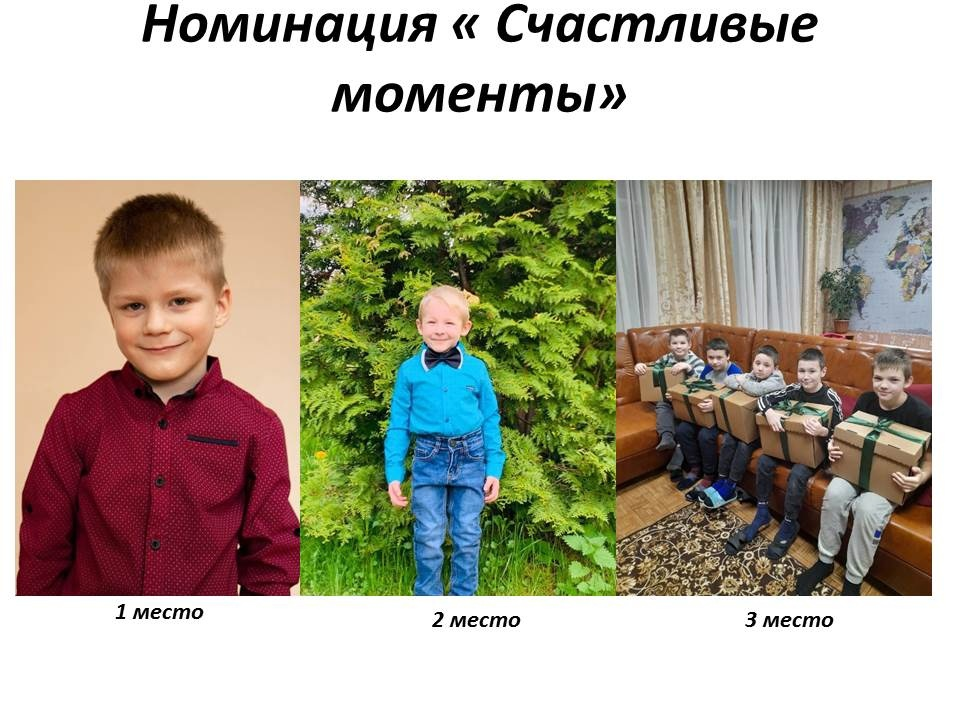 Номинация « Счастливые
моменты»
1 место
2 место
3 место